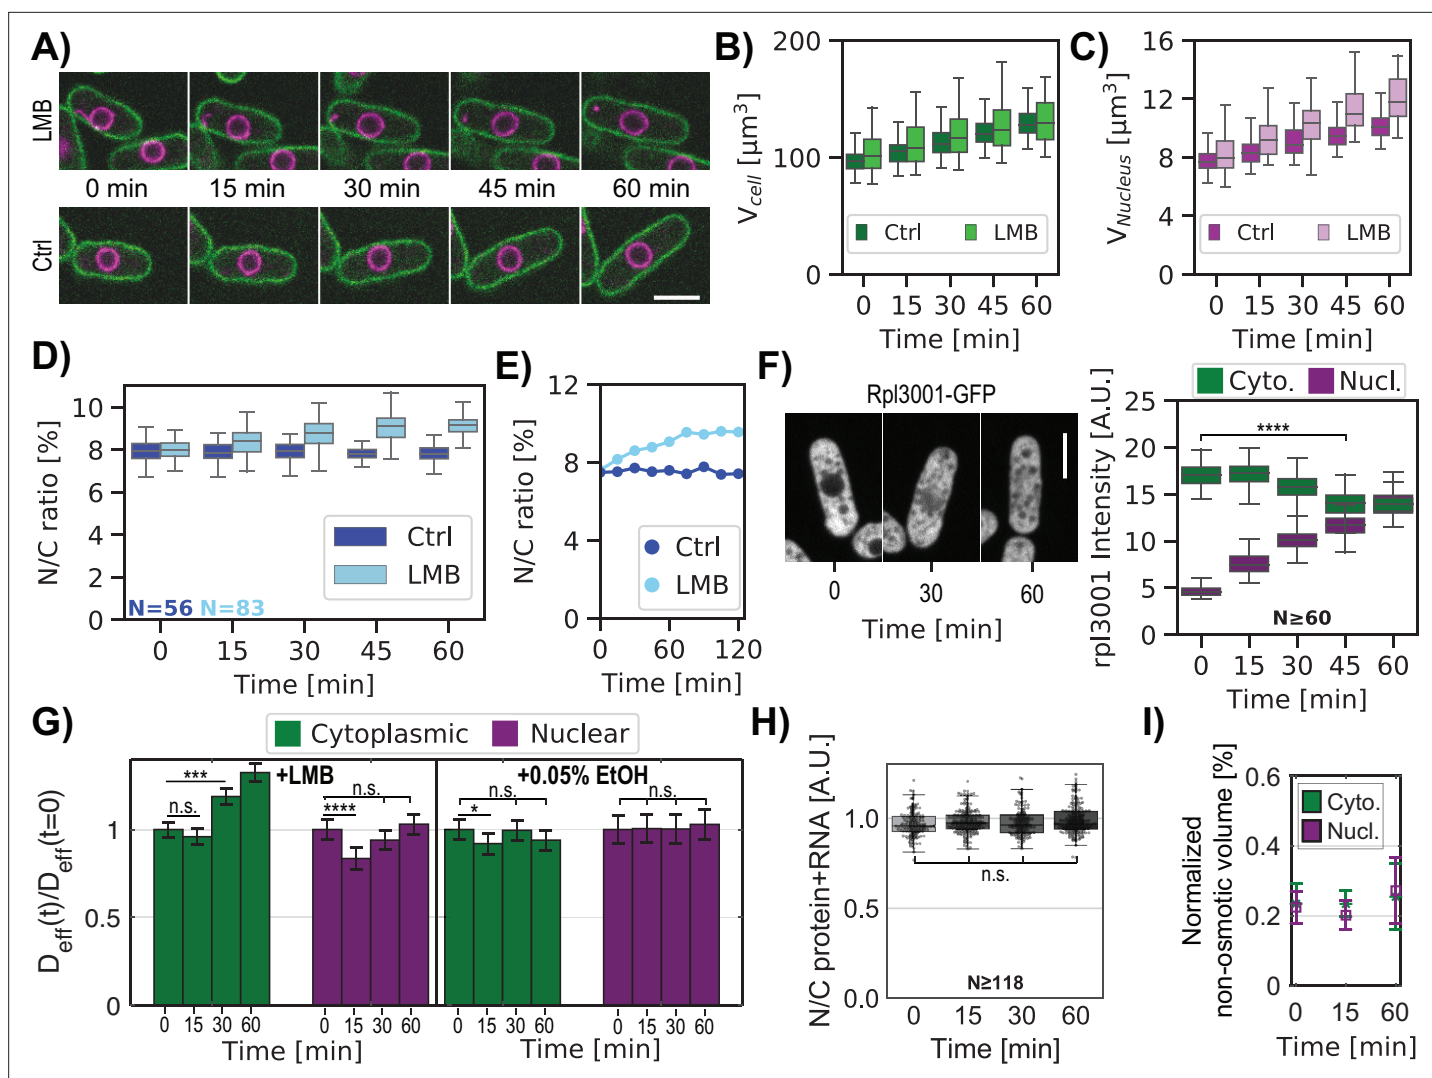 A)
LMB
0 min 15 min 30 min 45 min 60 min
Ctrl
B)
V_cell [µm³]
200
100
0
Ctrl LMB
0 15 30 45 60
Time [min]
C)
V_Nucleus [µm³]
16
12
8
4
0
Ctrl LMB
0 15 30 45 60
Time [min]
D)
N/C ratio [%]
10
8
6
4
2
0
Ctrl
LMB
N=56 N=83
0 15 30 45 60
Time [min]
E)
N/C ratio [%]
12
8
4
0
Ctrl
LMB
0 60 120
Time [min]
F)
Rpl3001-GFP
0 30 60
Time [min]
Cyto. Nucl.
rpl3001 Intensity [A.U.]
25
20
15
10
5
0
****
N≥60
0 15 30 45 60
Time [min]
G)
Cytoplasmic Nuclear
D_eff(t)/D_eff(t=0)
1
0.5
0
+LMB
+0.05% EtOH
***
n.s.
n.s.
****
n.s.
*
n.s.
0 15 30 60 0 15 30 60 0 15 30 60 0 15 30 60
Time [min] Time [min] Time [min] Time [min]
H)
N/C protein+RNA [A.U.]
1.0
0.5
0.0
n.s.
N≥118
0 15 30 60
Time [min]
I)
Normalized
non-osmotic volume [%]
0.6
0.4
0.2
0
Cyto.
Nucl.
0 15 60
Time [min]